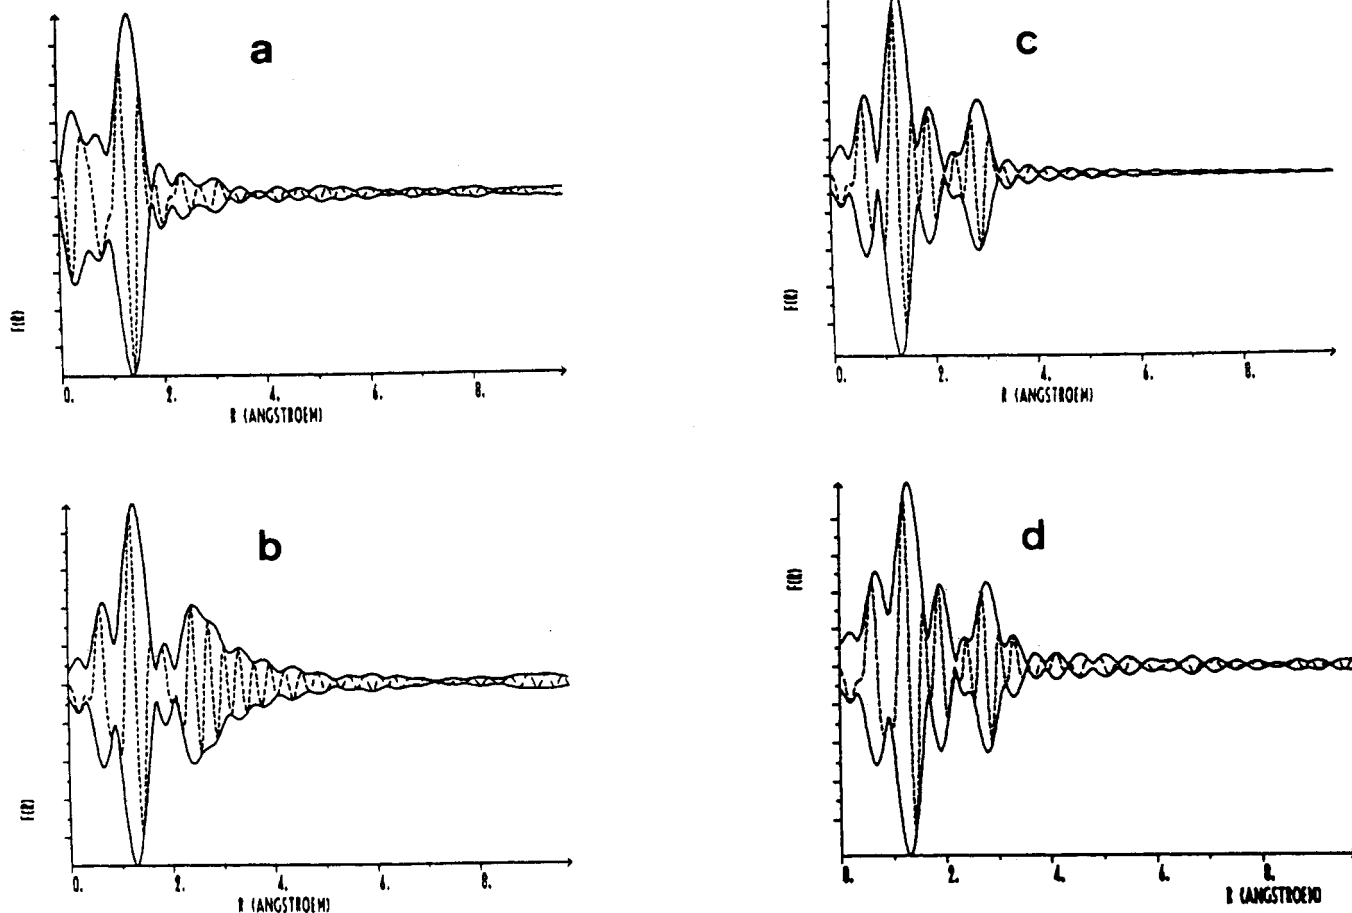 a
F(R)
0. 2. 4. 6. 8.
R (ANGSTROEM)
c
F(R)
0. 2. 4. 6. 8.
R (ANGSTROEM)
b
F(R)
0. 2. 4. 6. 8.
R (ANGSTROEM)
d
F(R)
0. 2. 4. 6. 8.
R (ANGSTROEM)